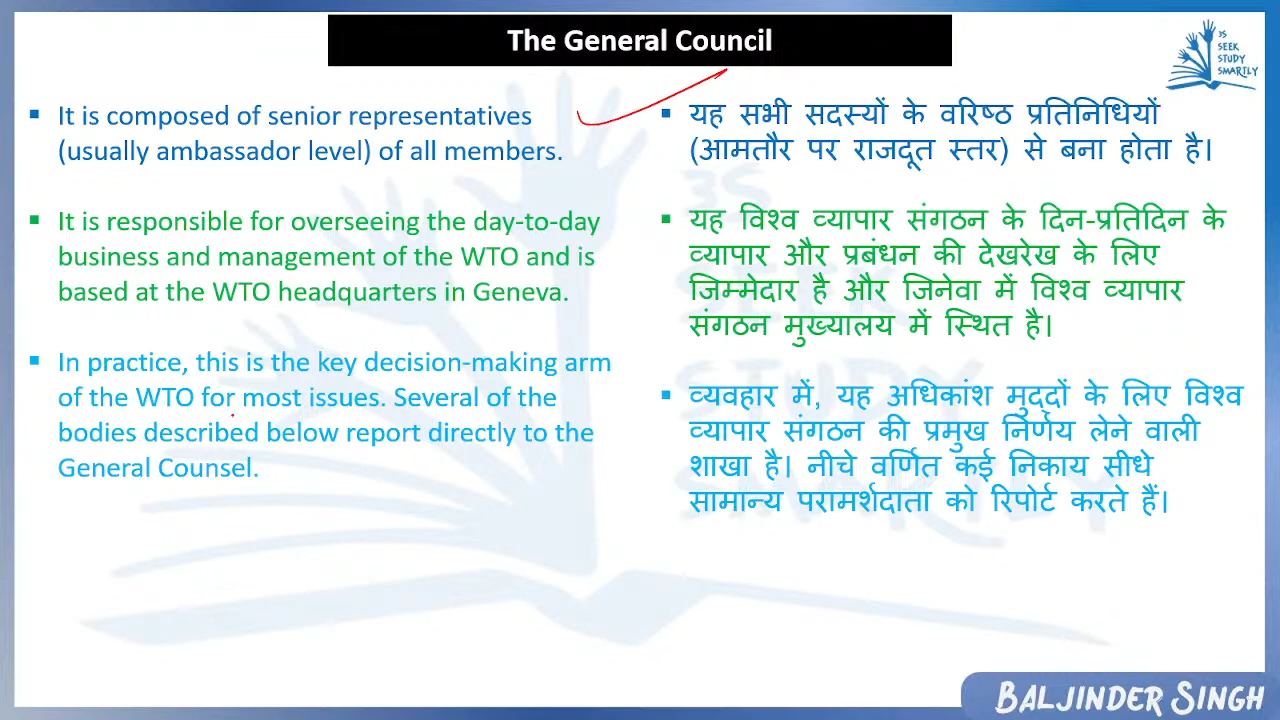 The General Council
3S
SEEK
STUDY
SMARTLY
▪ It is composed of senior representatives
(usually ambassador level) of all members.
▪ It is responsible for overseeing the day-to-day
business and management of the WTO and is
based at the WTO headquarters in Geneva.
▪ In practice, this is the key decision-making arm
of the WTO for most issues. Several of the
bodies described below report directly to the
General Counsel.
▪ यह सभी सदस्यों के वरिष्ठ प्रतिनिधियों
(आमतौर पर राजदूत स्तर) से बना होता है।
▪ यह विश्व व्यापार संगठन के दिन-प्रतिदिन के
व्यापार और प्रबंधन की देखरेख के लिए
जिम्मेदार है और जिनेवा में विश्व व्यापार
संगठन मुख्यालय में स्थित है।
▪ व्यवहार में, यह अधिकांश मुद्दों के लिए विश्व
व्यापार संगठन की प्रमुख निर्णय लेने वाली
शाखा है। नीचे वर्णित कई निकाय सीधे
सामान्य परामर्शदाता को रिपोर्ट करते हैं।
3S
SEEK
STUDY
SMARTLY
BALJINDER SINGH